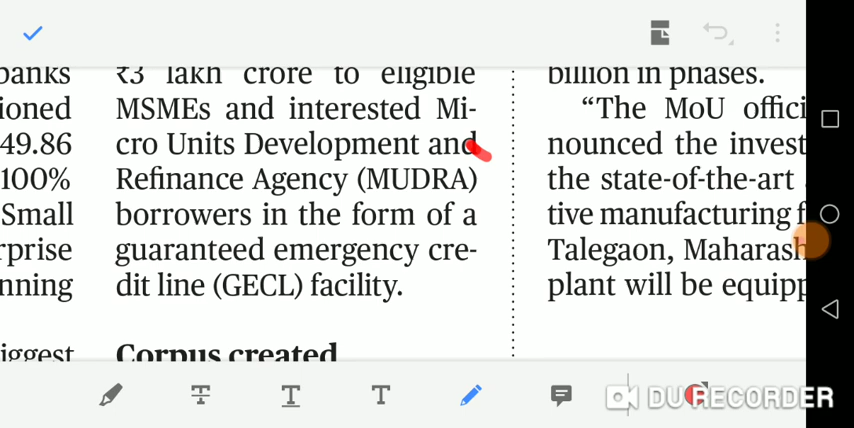 banks
ioned
49.86
100%
Small
rprise
nning
iggest
₹3 lakh crore to eligible
MSMEs and interested Mi-
cro Units Development and
Refinance Agency (MUDRA)
borrowers in the form of a
guaranteed emergency cre-
dit line (GECL) facility.
Corpus created
billion in phases.
“The MoU offici
nounced the invest
the state-of-the-art
tive manufacturing f
Talegaon, Maharash
plant will be equipp
T
T
T
DU RECORDER